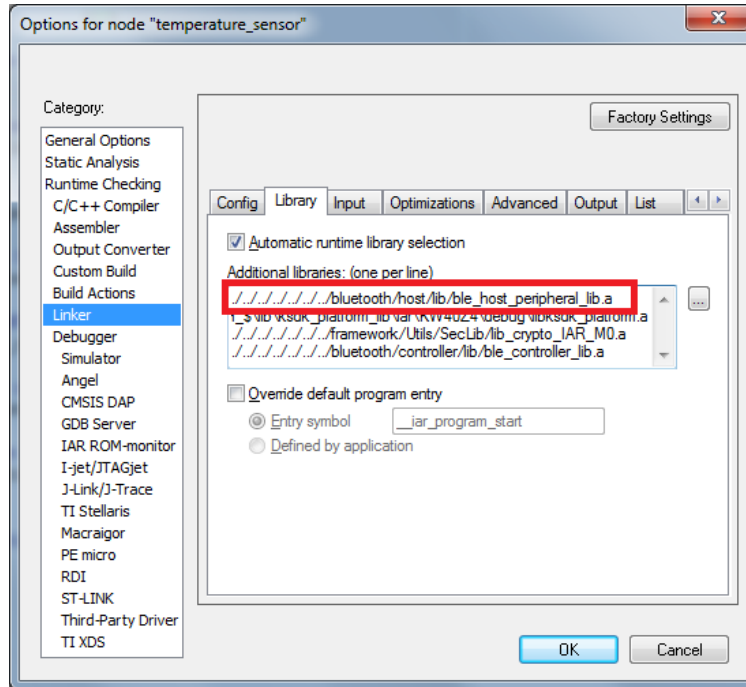 Options for node "temperature_sensor"
Category:
General Options
Static Analysis
Runtime Checking
C/C++ Compiler
Assembler
Output Converter
Custom Build
Build Actions
Linker
Debugger
Simulator
Angel
CMSIS DAP
GDB Server
IAR ROM-monitor
I-jet/JTAGjet
J-Link/J-Trace
TI Stellaris
Macraigor
PE micro
RDI
ST-LINK
Third-Party Driver
TI XDS
Factory Settings
Config Library Input Optimizations Advanced Output List
Automatic runtime library selection
Additional libraries: (one per line)
./../../../../../../bluetooth/host/lib/ble_host_peripheral_lib.a
...
./../../../../../../framework/Utils/SecLib/lib_crypto_IAR_M0.a
./../../../../../../bluetooth/controller/lib/ble_controller_lib.a
Override default program entry
Entry symbol __iar_program_start
Defined by application
OK Cancel